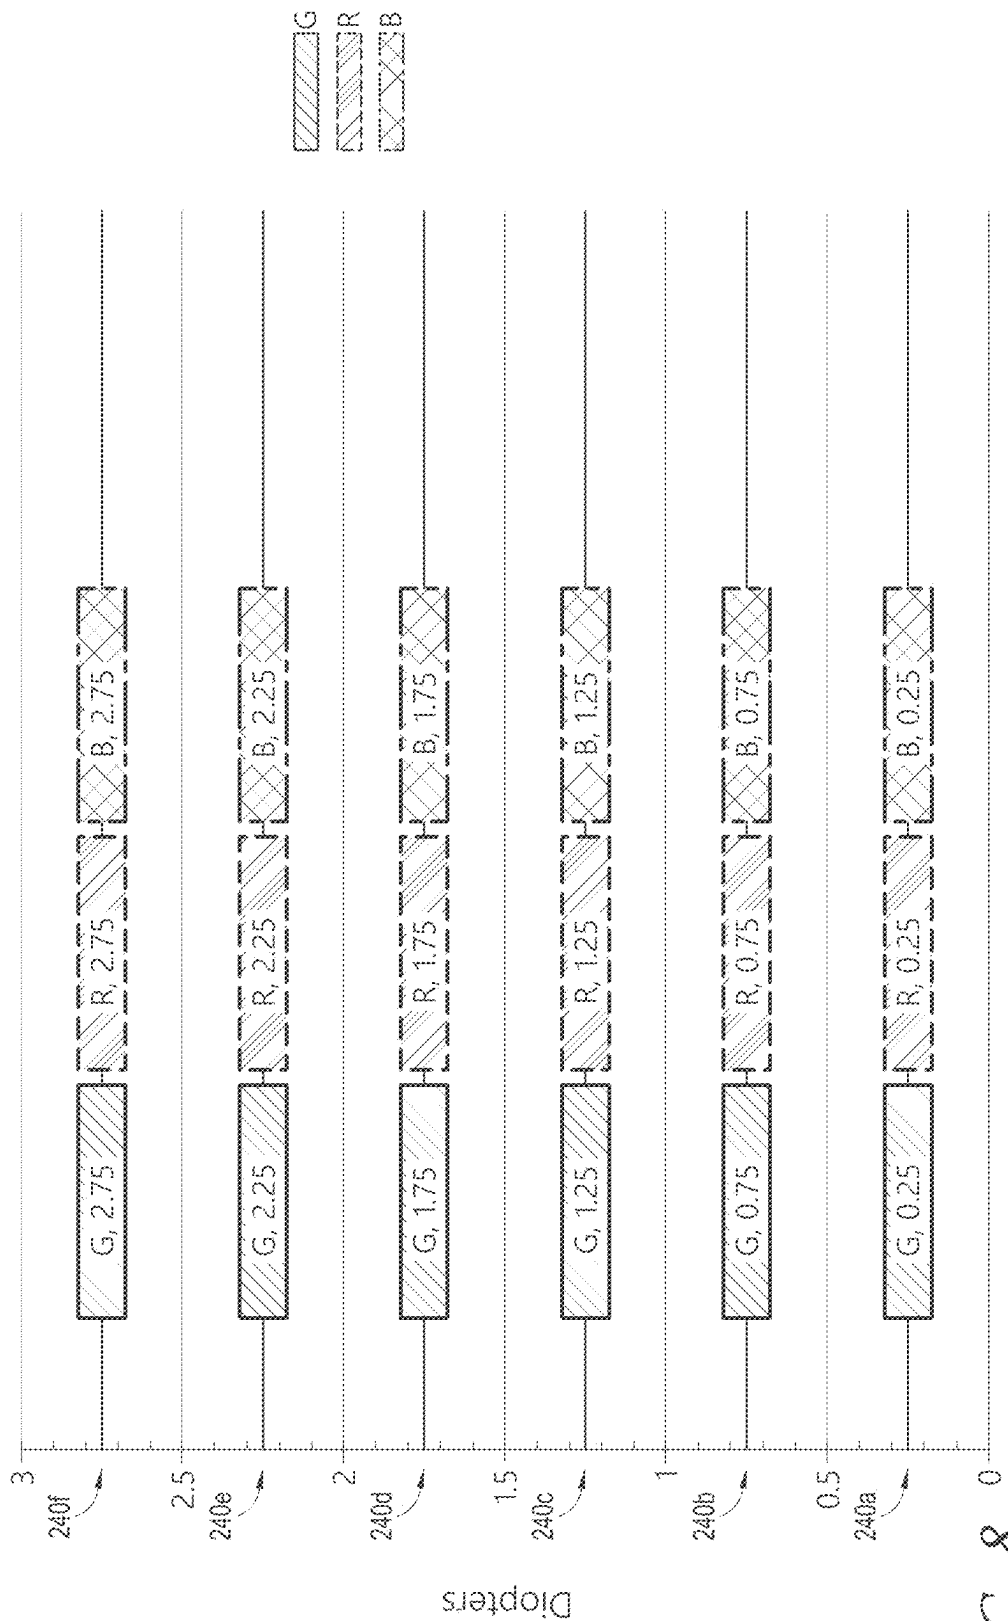 Diopters
3
240f
G, 2.75
R, 2.75
B, 2.75
2.5
240e
G, 2.25
R, 2.25
B, 2.25
2
240d
G, 1.75
R, 1.75
B, 1.75
1.5
240c
G, 1.25
R, 1.25
B, 1.25
1
240b
G, 0.75
R, 0.75
B, 0.75
0.5
240a
G, 0.25
R, 0.25
B, 0.25
0
G
R
B
8